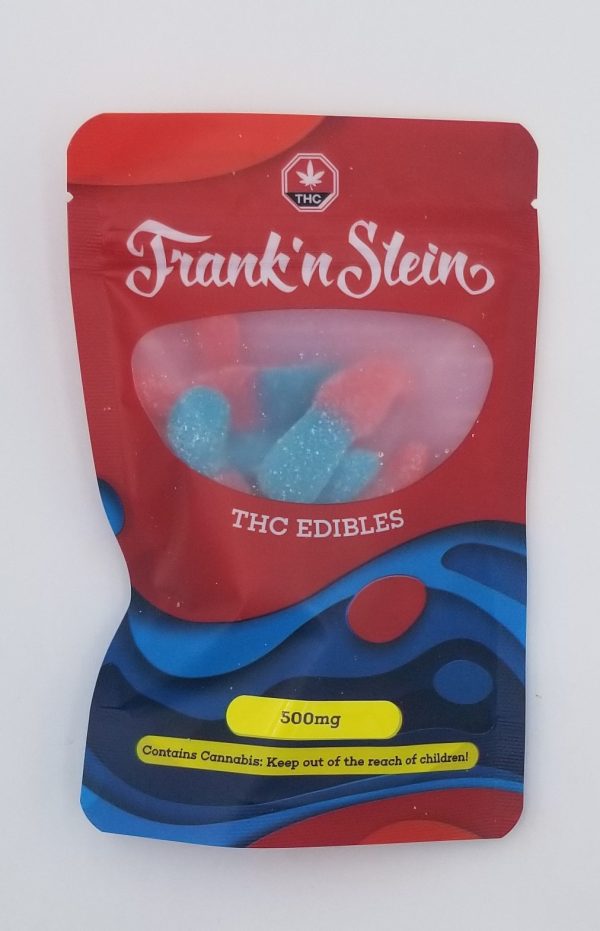 THC
Frank'n Stein
THC EDIBLES
500mg
Contains Cannabis: Keep out of the reach of children!